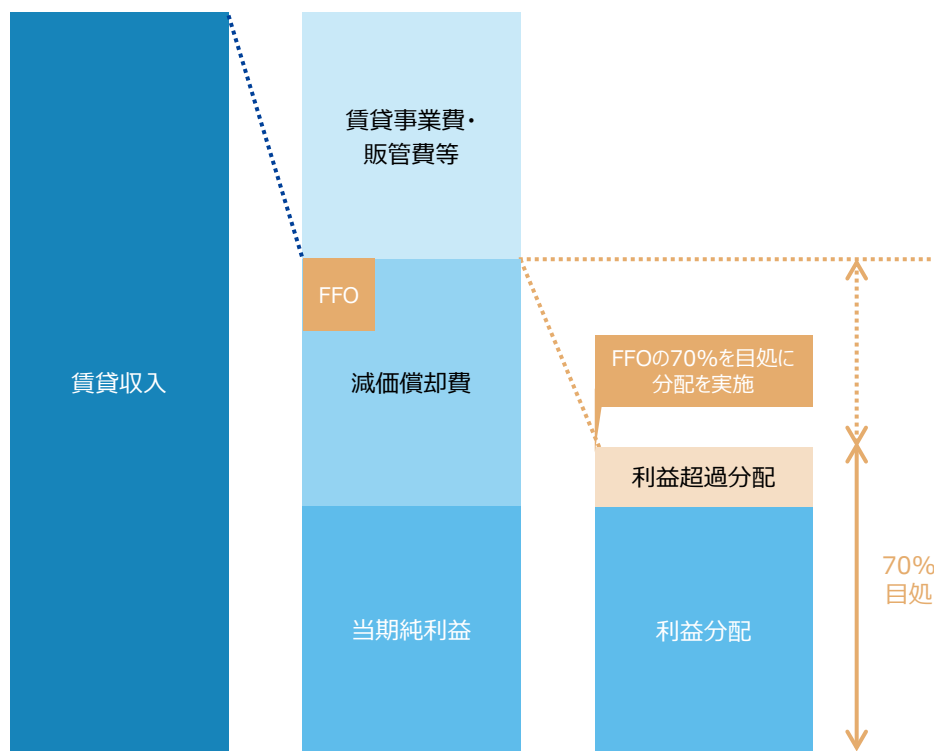 賃貸収入
賃貸事業費・
販管費等
FFO
減価償却費
当期純利益
FFOの70%を目処に
分配を実施
利益超過分配
利益分配
70%
目処